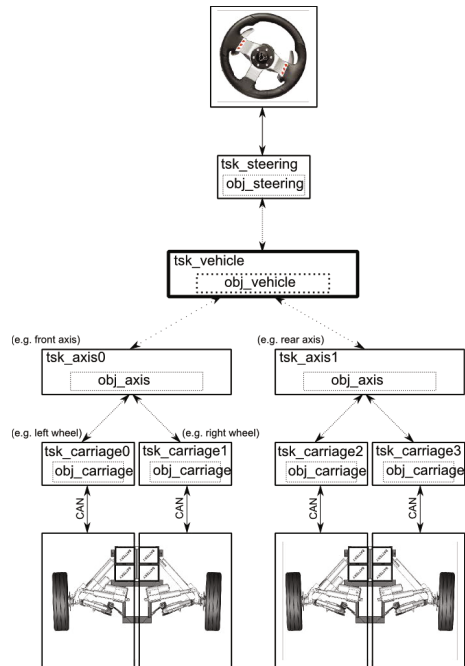 tsk_steering
obj_steering
tsk_vehicle
obj_vehicle
(e.g. front axis)
(e.g. rear axis)
tsk_axis0
tsk_axis1
obj_axis
obj_axis
(e.g. left wheel)
(e.g. right wheel)
tsk_carriage0
tsk_carriage1
tsk_carriage2
tsk_carriage3
obj_carriage
obj_carriage
obj_carriage
obj_carriage
CAN
CAN
CAN
CAN